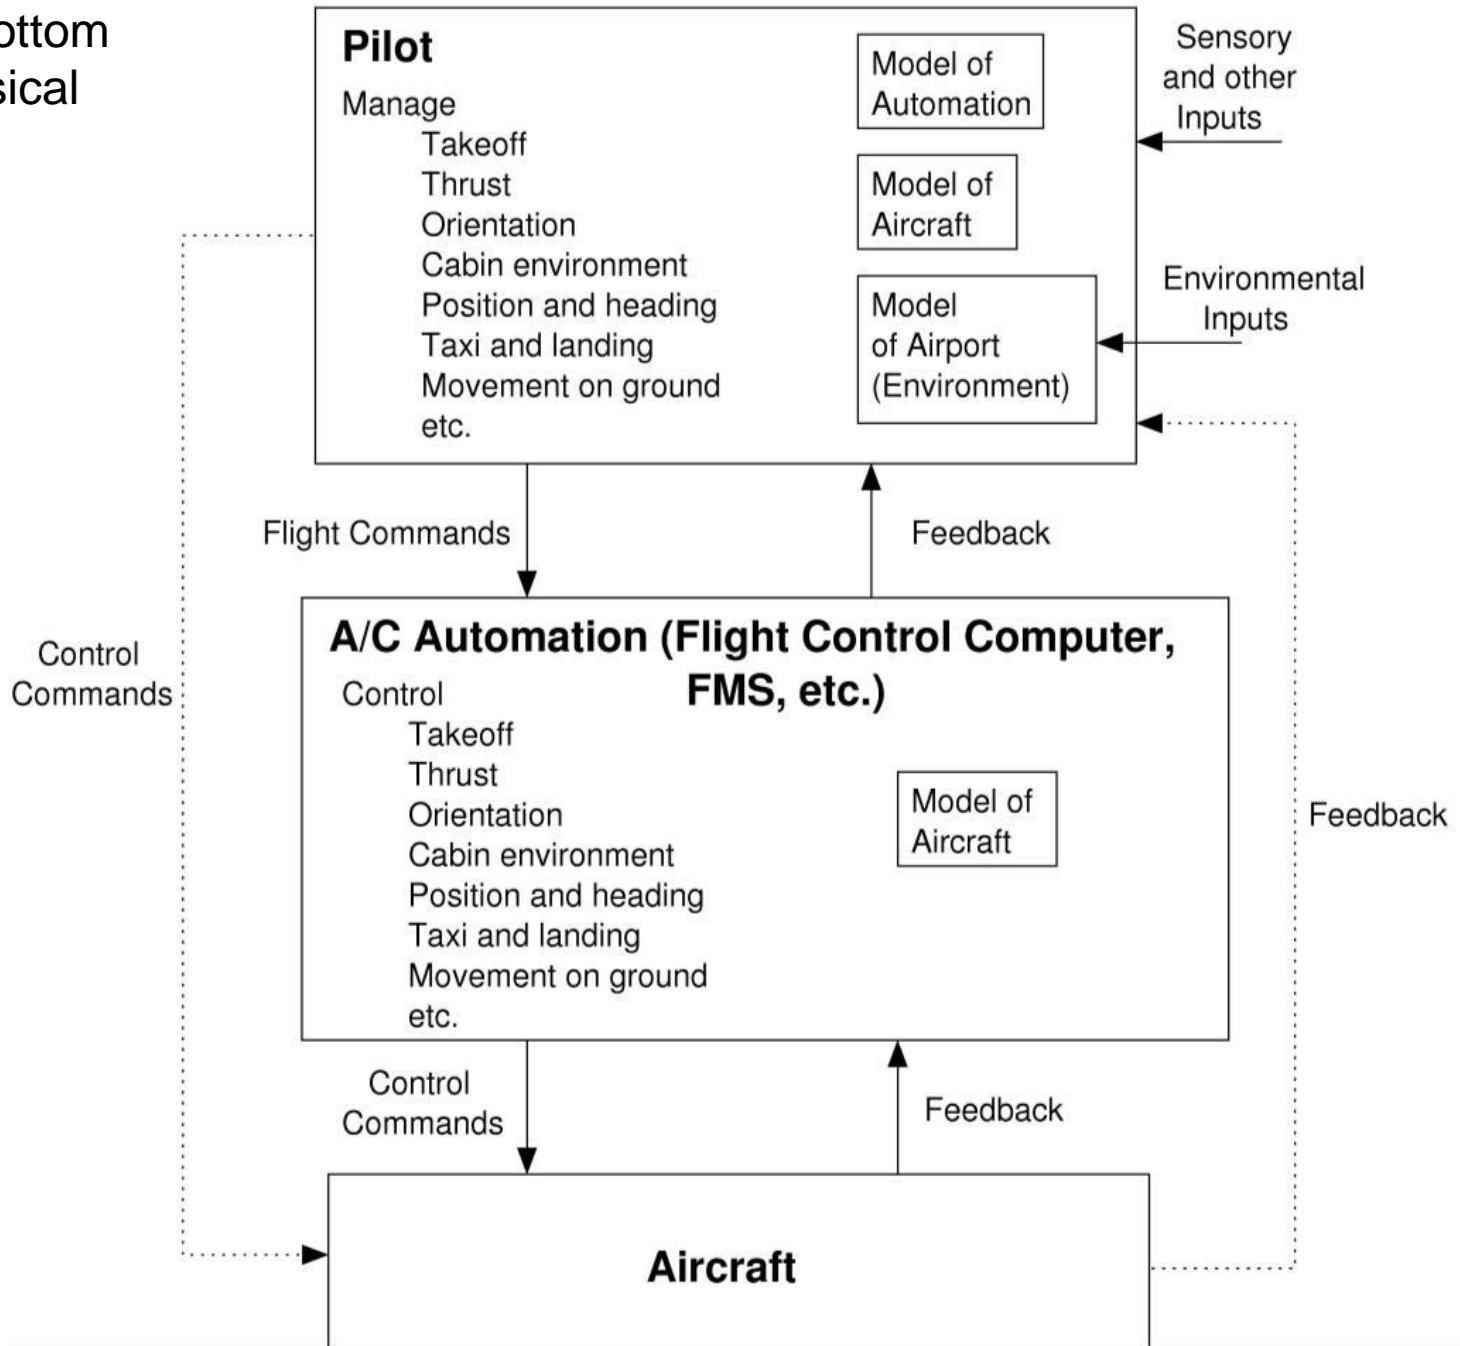 ottom
sical
Pilot
Manage
Takeoff
Thrust
Orientation
Cabin environment
Position and heading
Taxi and landing
Movement on ground
etc.
Model of
Automation
Model of
Aircraft
Model
of Airport
(Environment)
Sensory
and other
Inputs
Environmental
Inputs
Flight Commands
Feedback
Control
Commands
A/C Automation (Flight Control Computer,
FMS, etc.)
Control
Takeoff
Thrust
Orientation
Cabin environment
Position and heading
Taxi and landing
Movement on ground
etc.
Model of
Aircraft
Feedback
Control
Commands
Feedback
Aircraft